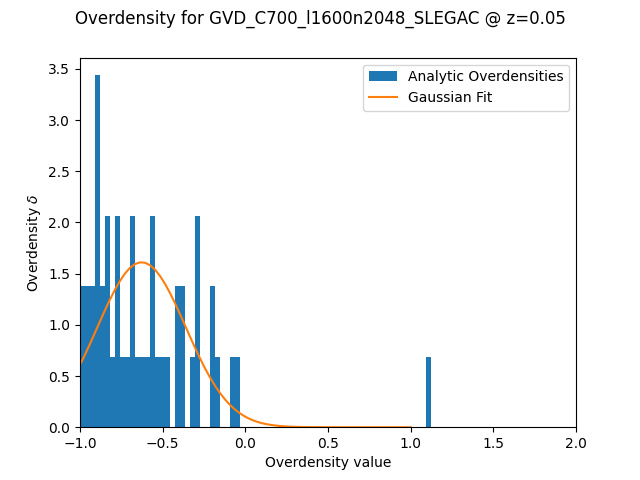 Overdensity for GVD_C700_l1600n2048_SLEGAC @ z=0.05
Analytic Overdensities
Gaussian Fit
Overdensity δ
3.5
3.0
2.5
2.0
1.5
1.0
0.5
0.0
−1.0 −0.5 0.0 0.5 1.0 1.5 2.0
Overdensity value